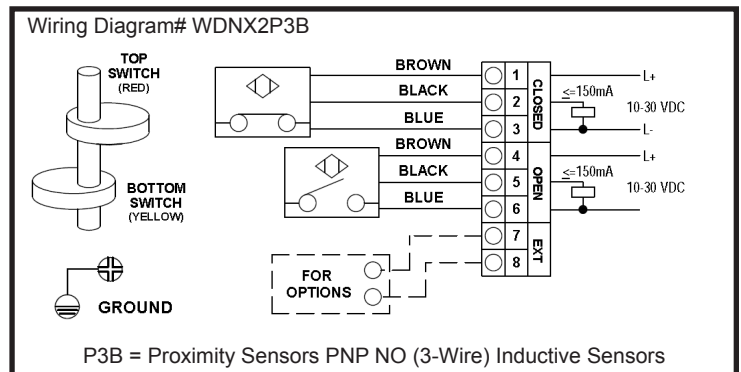 Wiring Diagram# WDNX2P3B
TOP
SWITCH
(RED)
BOTTOM
SWITCH
(YELLOW)
GROUND
BROWN
BLACK
BLUE
BROWN
BLACK
BLUE
FOR
OPTIONS
1
2
3
4
5
6
7
8
CLOSED
OPEN
EXT
L+
<=150mA
10-30 VDC
L-
L+
<=150mA
10-30 VDC
P3B = Proximity Sensors PNP NO (3-Wire) Inductive Sensors